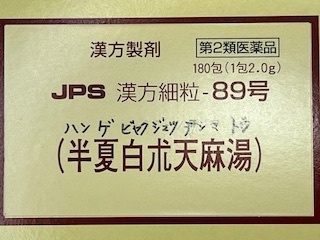 漢方製剤 第2類医薬品
180包(1包2.0g)
JPS 漢方細粒-89号
ハンゲビャクジュツテンマトウ
(半夏白朮天麻湯)